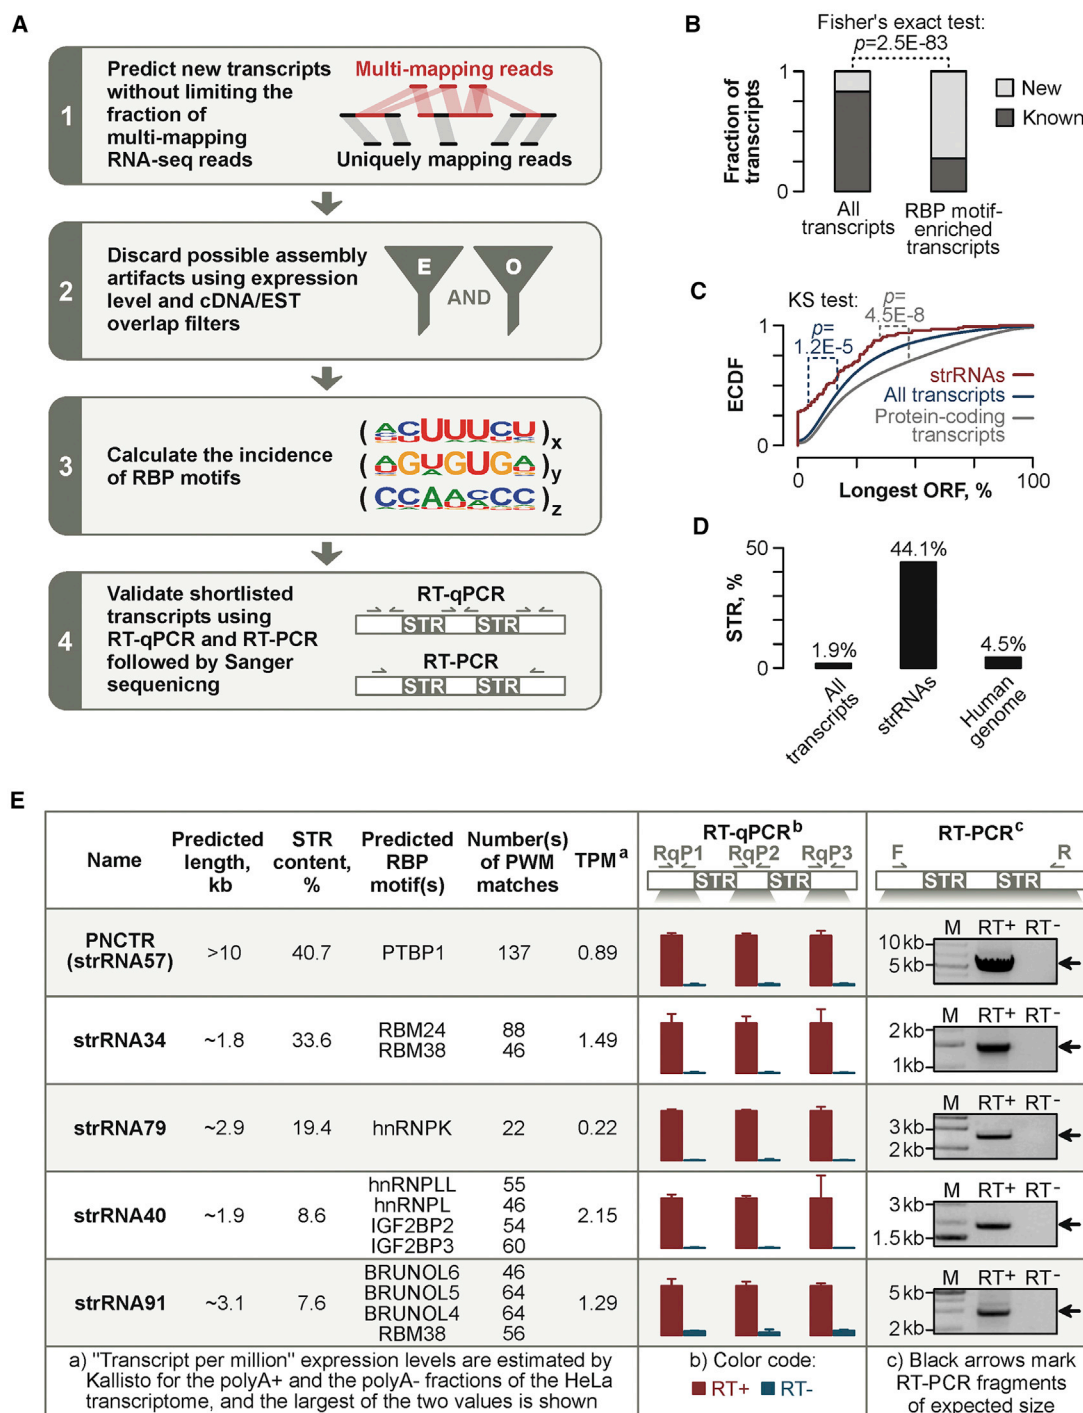 A
1
Predict new transcripts
without limiting the
fraction of
multi-mapping
RNA-seq reads
Multi-mapping reads
Uniquely mapping reads
2
Discard possible assembly
artifacts using expression
level and cDNA/EST
overlap filters
E
AND
O
3
Calculate the incidence
of RBP motifs
(ACUUUCU)x
(AGUGUGA)y
(CCAACCC)z
4
Validate shortlisted
transcripts using
RT-qPCR and RT-PCR
followed by Sanger
sequenicng
RT-qPCR
STR STR
RT-PCR
STR STR
B
Fisher's exact test:
p=2.5E-83
Fraction of
transcripts
1
0
New
Known
All
transcripts
RBP motif-
enriched
transcripts
C
KS test:
p=
4.5E-8
p=
1.2E-5
ECDF
1
0
strRNAs
All transcripts
Protein-coding
transcripts
0
100
Longest ORF, %
D
STR, %
50
0
1.9%
44.1%
4.5%
All
transcripts
strRNAs
Human
genome
E
Name
Predicted
length,
kb
STR
content,
%
Predicted
RBP
motif(s)
Number(s)
of PWM
matches
TPM a
RT-qPCR b
RqP1 RqP2 RqP3
STR STR
RT-PCR c
F R
STR STR
PNCTR
(strRNA57)
>10
40.7
PTBP1
137
0.89
M RT+ RT-
10 kb
5 kb
strRNA34
~1.8
33.6
RBM24
RBM38
88
46
1.49
M RT+ RT-
2 kb
1 kb
strRNA79
~2.9
19.4
hnRNPK
22
0.22
M RT+ RT-
3 kb
2 kb
strRNA40
~1.9
8.6
hnRNPLL
hnRNPL
IGF2BP2
IGF2BP3
55
46
54
60
2.15
M RT+ RT-
3 kb
1.5 kb
strRNA91
~3.1
7.6
BRUNOL6
BRUNOL5
BRUNOL4
RBM38
46
64
64
56
1.29
M RT+ RT-
5 kb
2 kb
a) "Transcript per million" expression levels are estimated by
Kallisto for the polyA+ and the polyA- fractions of the HeLa
transcriptome, and the largest of the two values is shown
b) Color code:
RT+ RT-
c) Black arrows mark
RT-PCR fragments
of expected size